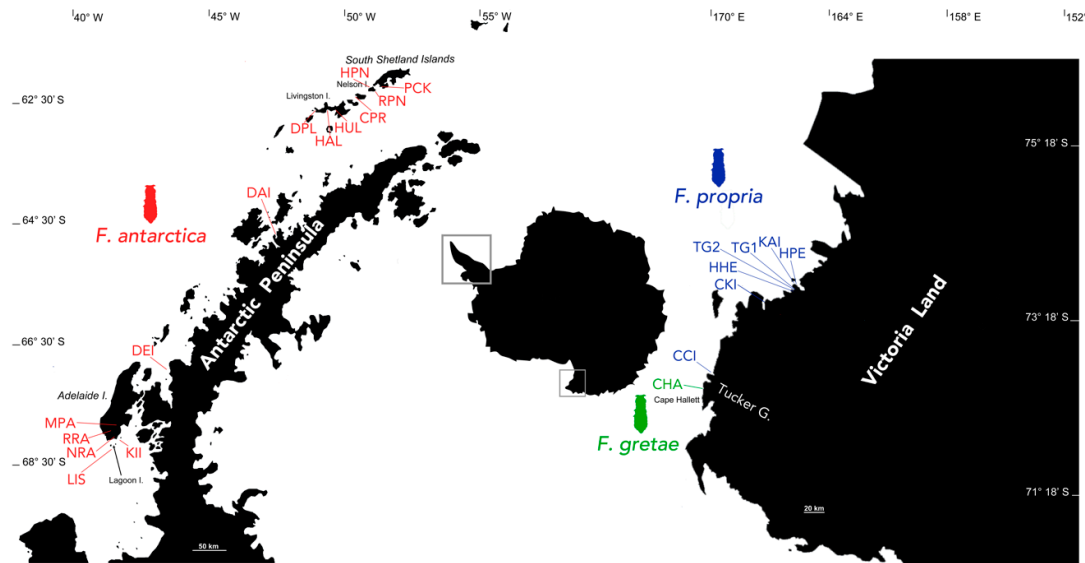 40° W
45° W
50° W
55° W
170° E
164° E
158° E
152°
62° 30' S
64° 30' S
66° 30' S
68° 30' S
South Shetland Islands
HPN
Nelson I.
PCK
RPN
Livingston I.
CPR
DPL
HUL
HAL
DAI
F. antarctica
Antarctic Peninsula
DEI
Adelaide I.
MPA
RRA
NRA
KII
LIS
Lagoon I.
50 km
F. propria
TG2
TG1
KAI
HPE
HHE
CKI
CCI
CHA
Cape Hallett
Tucker G.
F. gretae
Victoria Land
75° 18' S
73° 18' S
71° 18' S
20 km